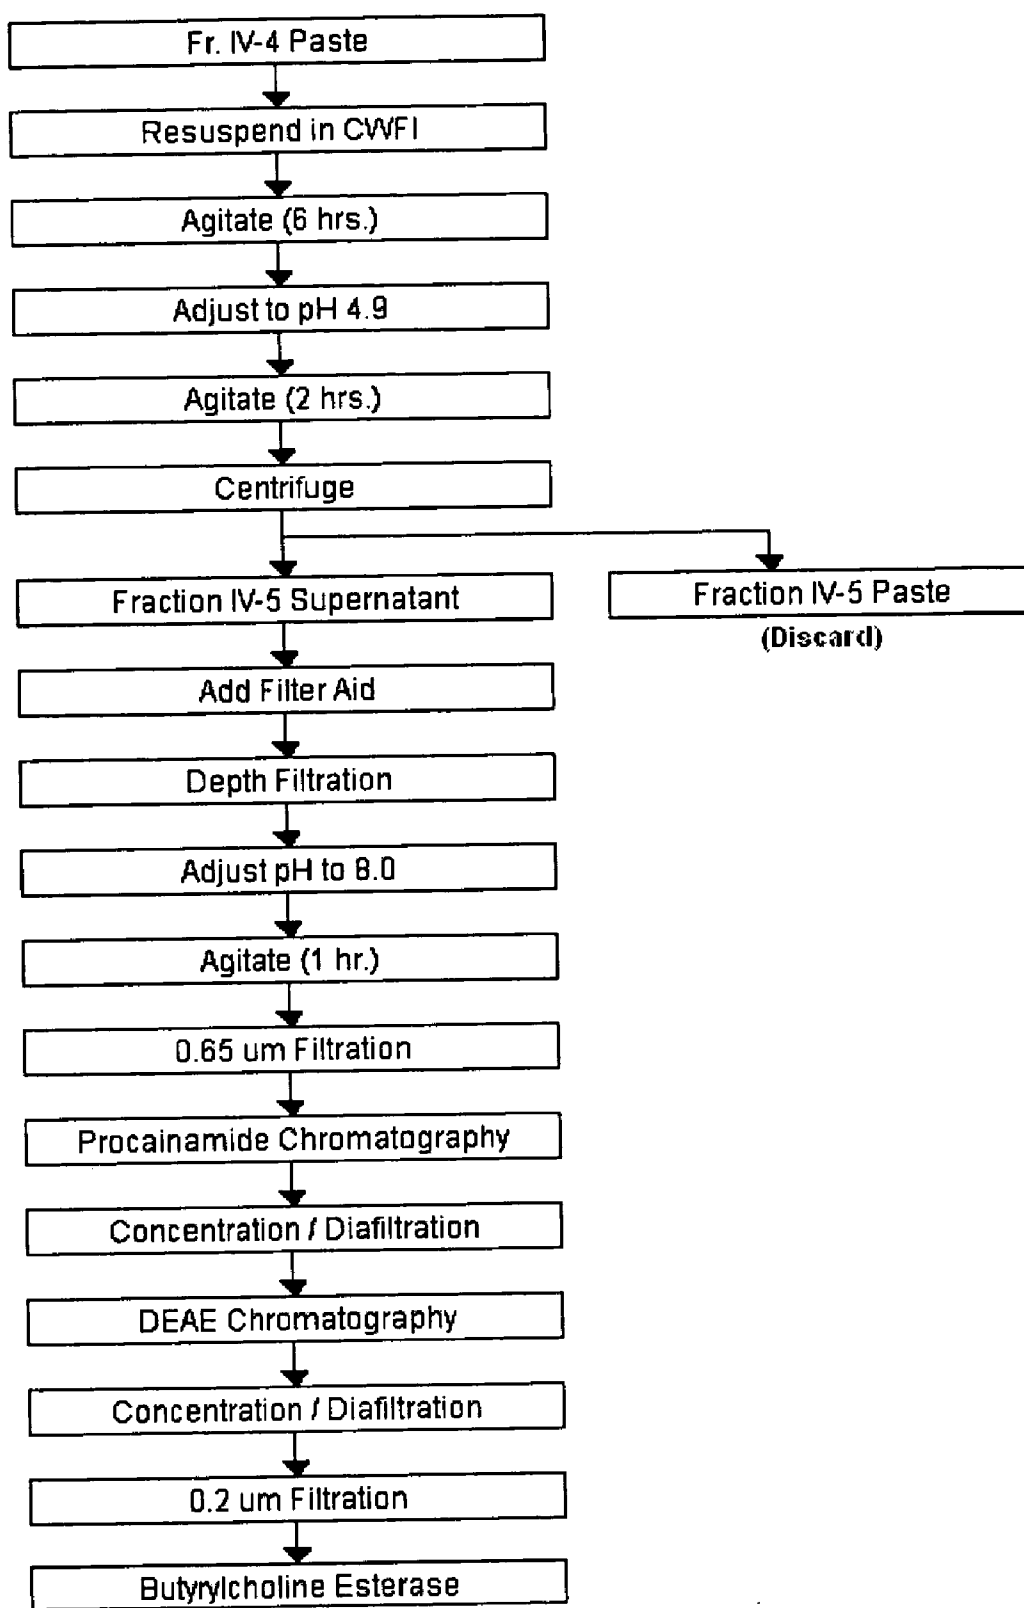 Fr. IV-4 Paste
Resuspend in CWFI
Agitate (6 hrs.)
Adjust to pH 4.9
Agitate (2 hrs.)
Centrifuge
Fraction IV-5 Supernatant
Fraction IV-5 Paste
(Discard)
Add Filter Aid
Depth Filtration
Adjust pH to 8.0
Agitate (1 hr.)
0.65 um Filtration
Procainamide Chromatography
Concentration / Diafiltration
DEAE Chromatography
Concentration / Diafiltration
0.2 um Filtration
Butyrylcholine Esterase